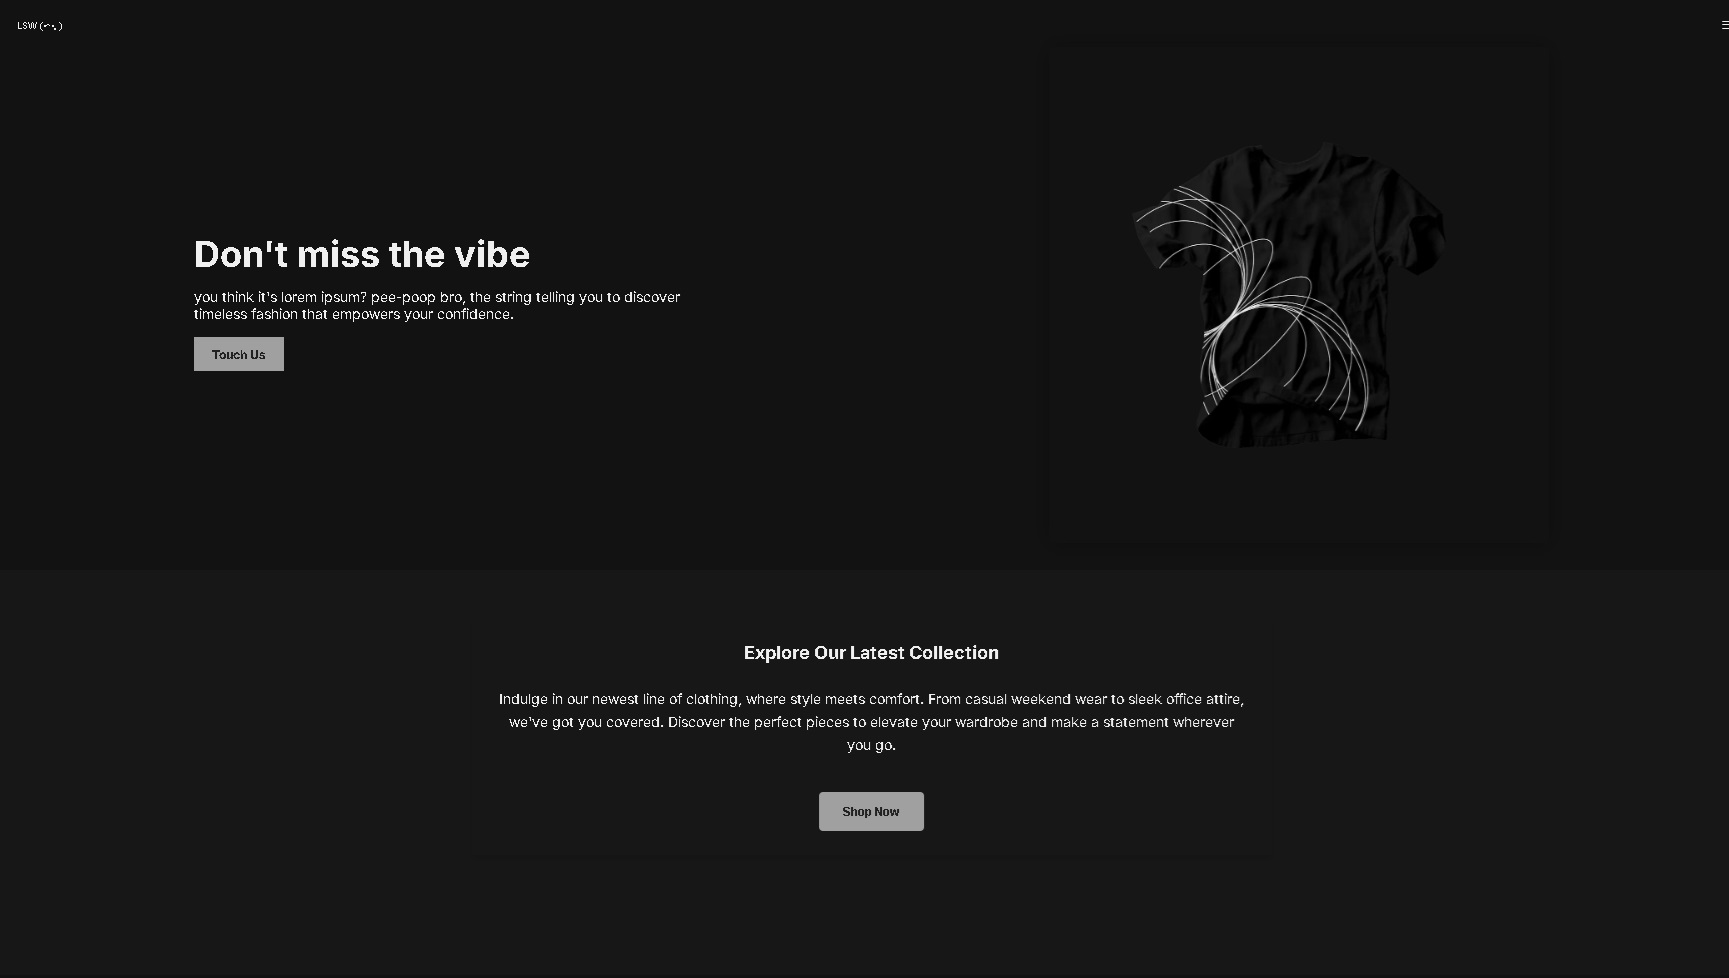 LSW
Don't miss the vibe
you think it's lorem ipsum? pee-poop bro, the string telling you to discover
timeless fashion that empowers your confidence.
Touch Us
Explore Our Latest Collection
Indulge in our newest line of clothing, where style meets comfort. From casual weekend wear to sleek office attire,
we've got you covered. Discover the perfect pieces to elevate your wardrobe and make a statement wherever
you go.
Shop Now